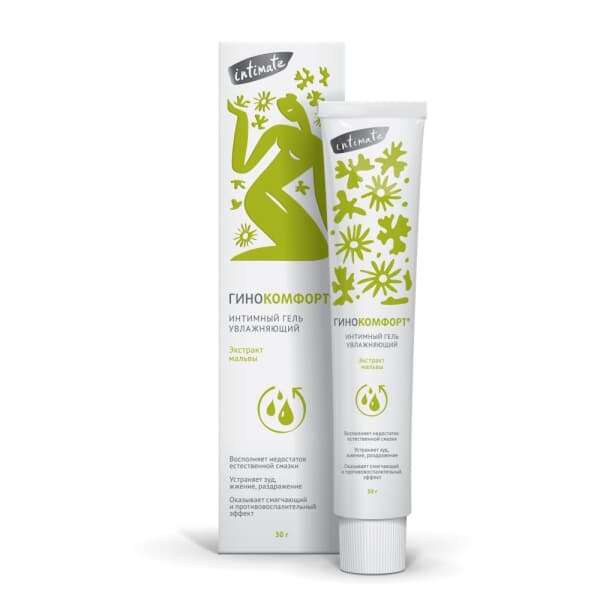 intimate
ГИНОКОМФОРТ
ИНТИМНЫЙ ГЕЛЬ
УВЛАЖНЯЮЩИЙ
Экстракт
мальвы
Восполняет недостаток
естественной смазки
Устраняет зуд,
жжение, раздражение
Оказывает смягчающий
и противовоспалительный
эффект
30 г
intimate
ГИНОКОМФОРТ®
ИНТИМНЫЙ ГЕЛЬ
УВЛАЖНЯЮЩИЙ
Экстракт
мальвы
Восполняет недостаток
естественной смазки
Устраняет зуд,
жжение, раздражение
Оказывает смягчающий
и противовоспалительный
эффект
30 г